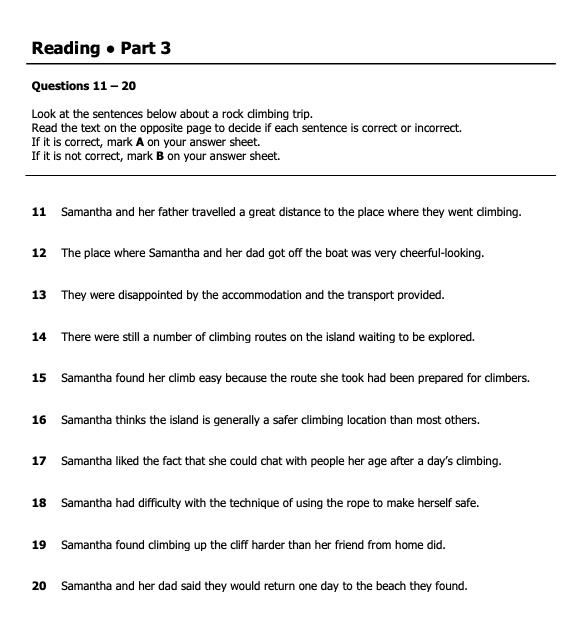 Reading ● Part 3
Questions 11 – 20
Look at the sentences below about a rock climbing trip.
Read the text on the opposite page to decide if each sentence is correct or incorrect.
If it is correct, mark A on your answer sheet.
If it is not correct, mark B on your answer sheet.
11 Samantha and her father travelled a great distance to the place where they went climbing.
12 The place where Samantha and her dad got off the boat was very cheerful-looking.
13 They were disappointed by the accommodation and the transport provided.
14 There were still a number of climbing routes on the island waiting to be explored.
15 Samantha found her climb easy because the route she took had been prepared for climbers.
16 Samantha thinks the island is generally a safer climbing location than most others.
17 Samantha liked the fact that she could chat with people her age after a day's climbing.
18 Samantha had difficulty with the technique of using the rope to make herself safe.
19 Samantha found climbing up the cliff harder than her friend from home did.
20 Samantha and her dad said they would return one day to the beach they found.